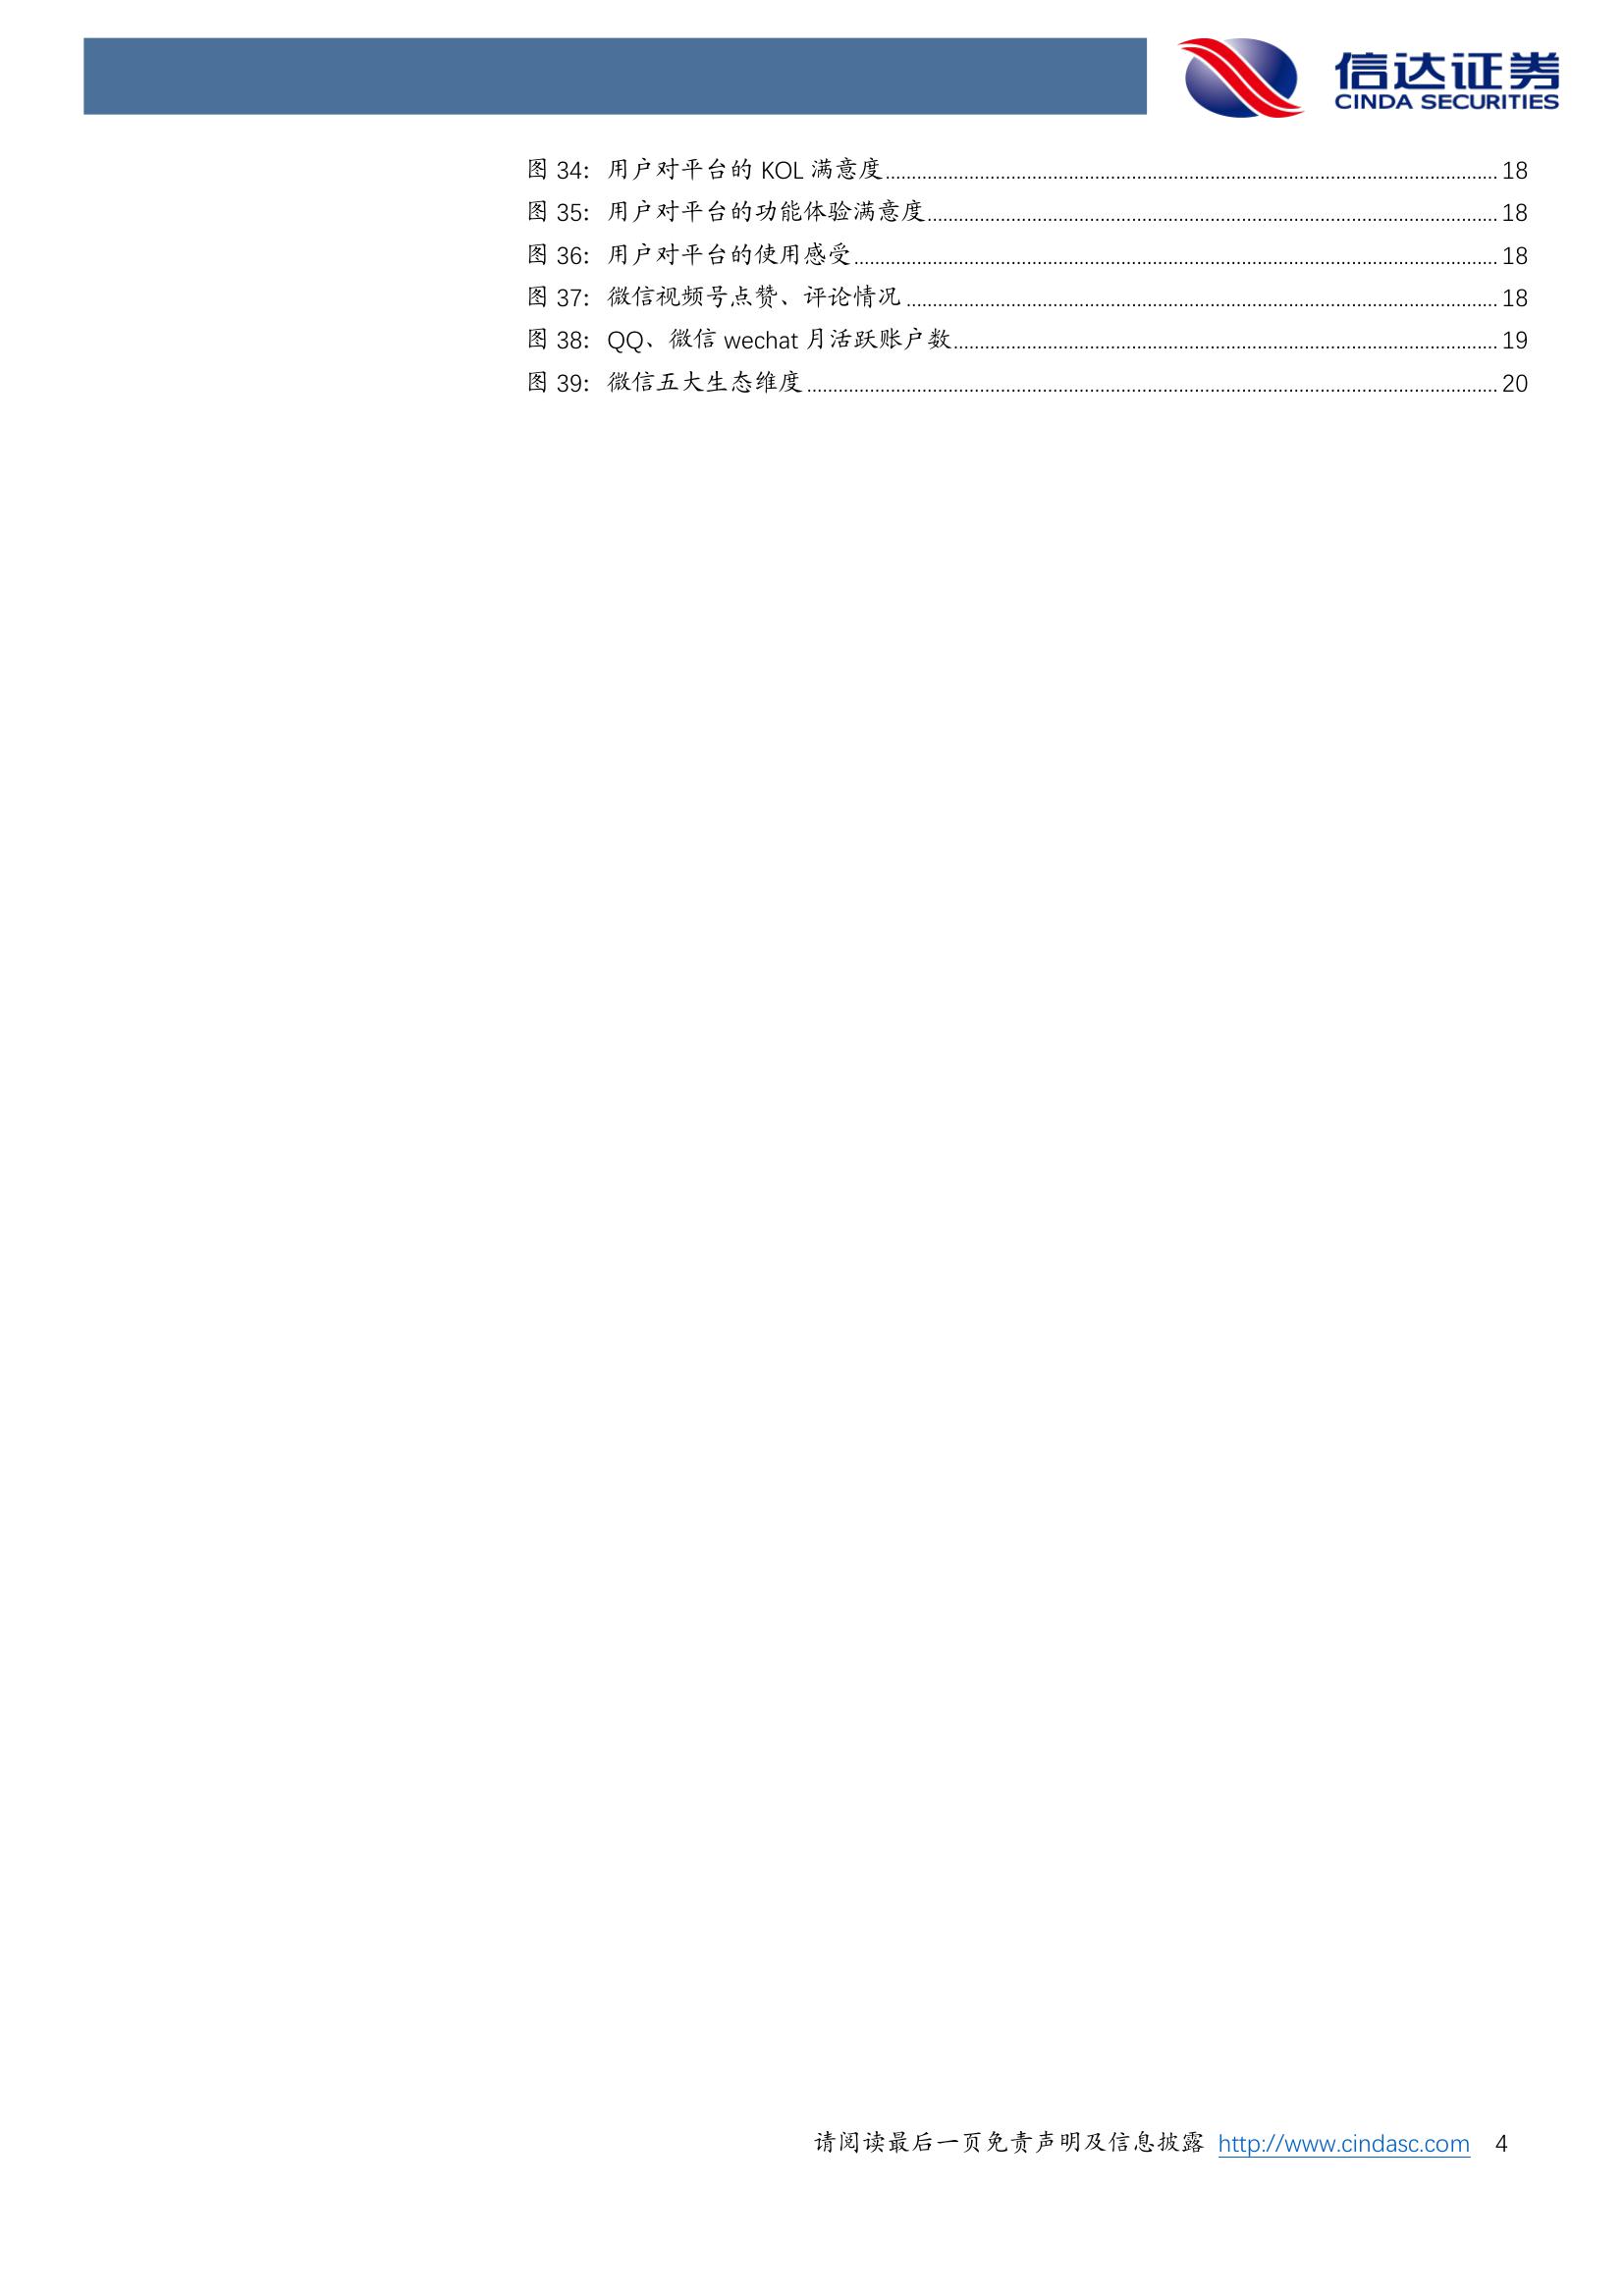 信达证券
CINDA SECURITIES
图 34：用户对平台的 KOL 满意度 18
图 35：用户对平台的功能体验满意度 18
图 36：用户对平台的使用感受 18
图 37：微信视频号点赞、评论情况 18
图 38：QQ、微信 wechat 月活跃账户数 19
图 39：微信五大生态维度 20
请阅读最后一页免责声明及信息披露 http://www.cindasc.com 4